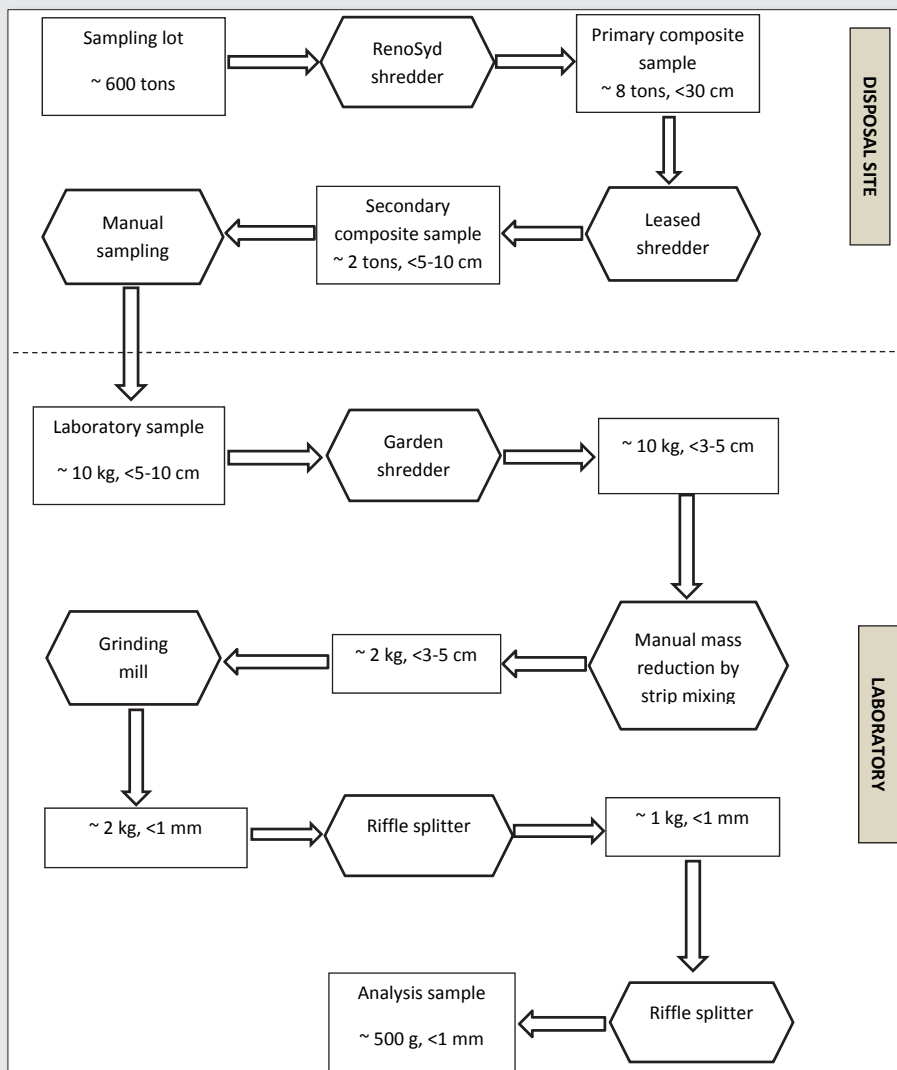 Sampling lot
~ 600 tons
RenoSyd
shredder
Primary composite
sample
~ 8 tons, <30 cm
DISPOSAL SITE
Manual
sampling
Secondary
composite sample
~ 2 tons, <5-10 cm
Leased
shredder
Laboratory sample
~ 10 kg, <5-10 cm
Garden
shredder
~ 10 kg, <3-5 cm
Grinding
mill
~ 2 kg, <3-5 cm
Manual mass
reduction by
strip mixing
LABORATORY
~ 2 kg, <1 mm
Riffle splitter
~ 1 kg, <1 mm
Analysis sample
~ 500 g, <1 mm
Riffle splitter